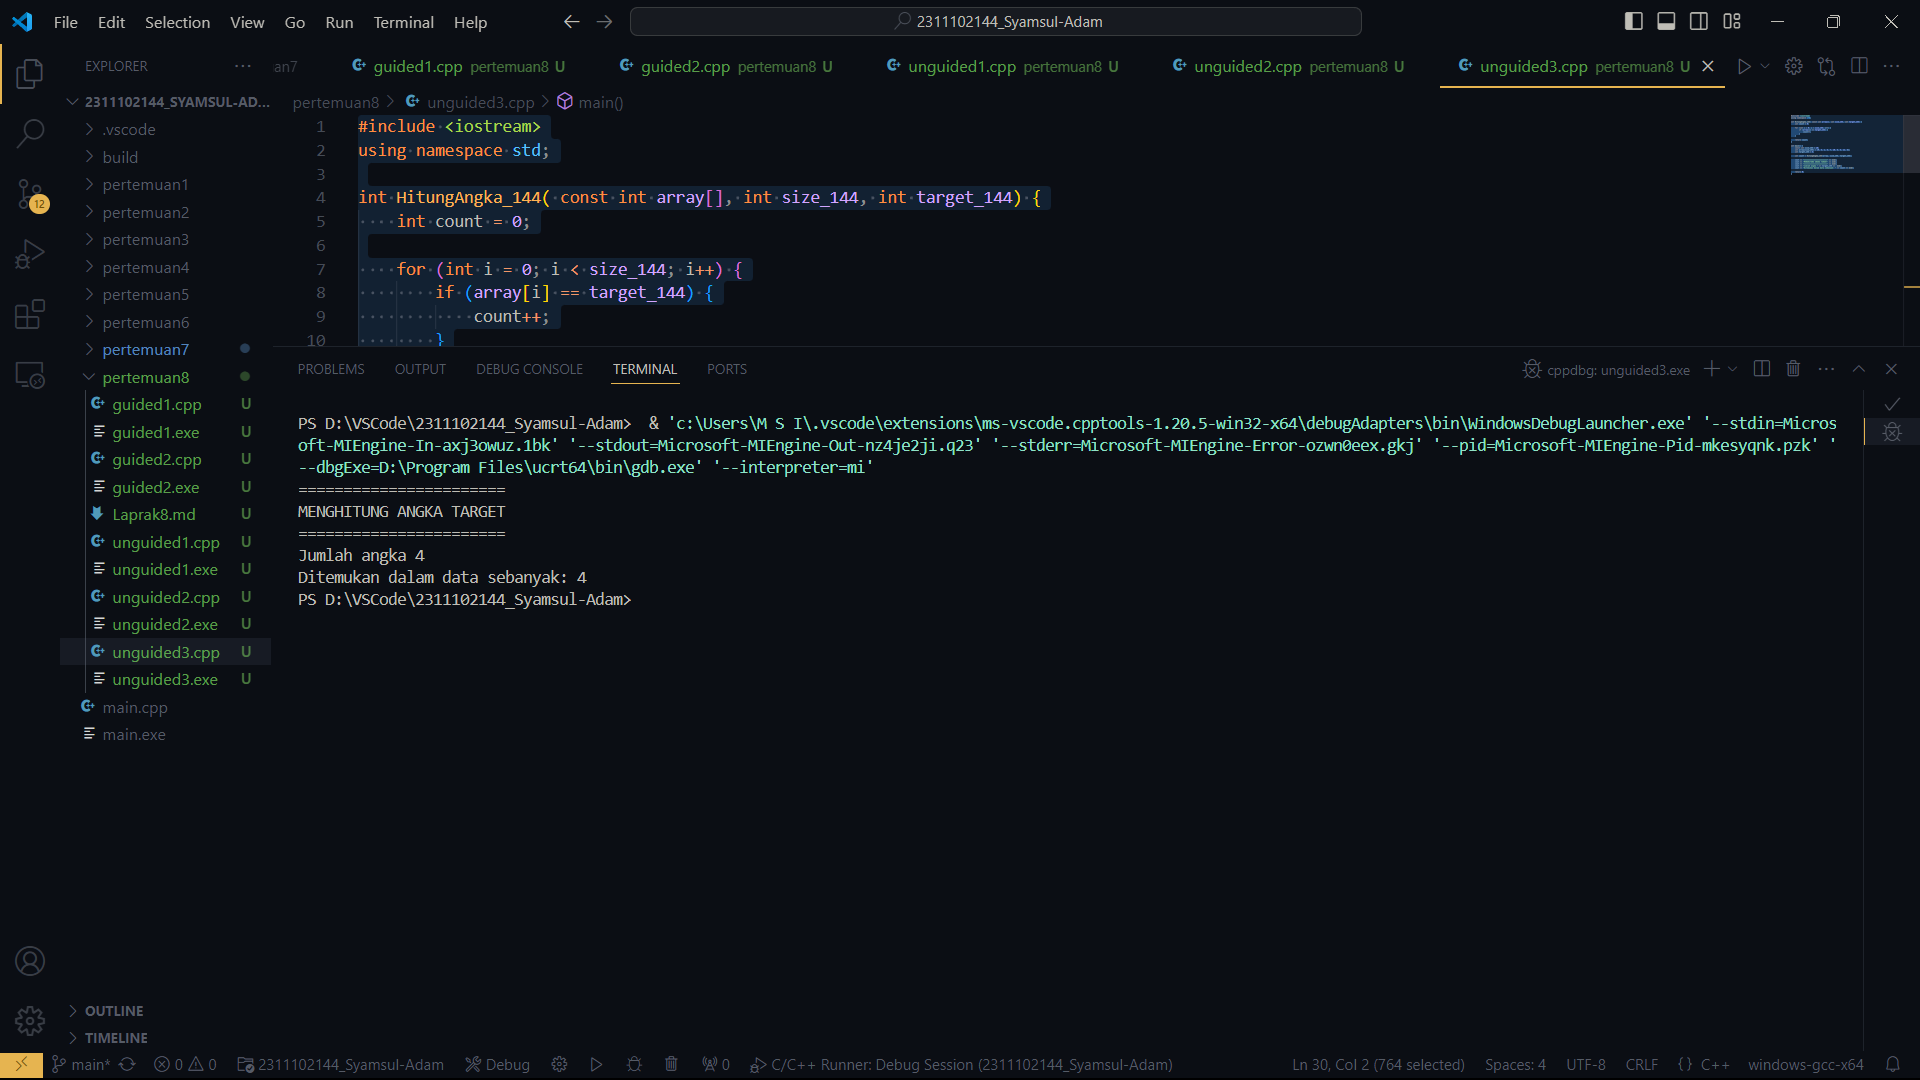 File Edit Selection View Go Run Terminal Help
2311102144_Syamsul-Adam
EXPLORER
an7
guided1.cpp pertemuan8 U
guided2.cpp pertemuan8 U
unguided1.cpp pertemuan8 U
unguided2.cpp pertemuan8 U
unguided3.cpp pertemuan8 U
2311102144_SYAMSUL-AD...
.vscode
build
pertemuan1
pertemuan2
pertemuan3
pertemuan4
pertemuan5
pertemuan6
pertemuan7
pertemuan8
guided1.cpp U
guided1.exe U
guided2.cpp U
guided2.exe U
Laprak8.md U
unguided1.cpp U
unguided1.exe U
unguided2.cpp U
unguided2.exe U
unguided3.cpp U
unguided3.exe U
main.cpp
main.exe
OUTLINE
TIMELINE
12
pertemuan8 > unguided3.cpp > main()
1 #include <iostream>
2 using namespace std;
3
4 int HitungAngka_144( const int array[], int size_144, int target_144) {
5 int count = 0;
6
7 for (int i = 0; i < size_144; i++) {
8 if (array[i] == target_144) {
9 count++;
10 }
PROBLEMS OUTPUT DEBUG CONSOLE TERMINAL PORTS
cppdbg: unguided3.exe
PS D:\VSCode\2311102144_Syamsul-Adam>  & 'c:\Users\M S I\.vscode\extensions\ms-vscode.cpptools-1.20.5-win32-x64\debugAdapters\bin\WindowsDebugLauncher.exe' '--stdin=Micros
oft-MIEngine-In-axj3owuz.1bk' '--stdout=Microsoft-MIEngine-Out-nz4je2ji.q23' '--stderr=Microsoft-MIEngine-Error-ozwn0eex.gkj' '--pid=Microsoft-MIEngine-Pid-mkesyqnk.pzk' '
--dbgExe=D:\Program Files\ucrt64\bin\gdb.exe' '--interpreter=mi'
=======================
MENGHITUNG ANGKA TARGET
=======================
Jumlah angka 4
Ditemukan dalam data sebanyak: 4
PS D:\VSCode\2311102144_Syamsul-Adam>
main* 0 0 2311102144_Syamsul-Adam Debug 0 C/C++ Runner: Debug Session (2311102144_Syamsul-Adam) Ln 30, Col 2 (764 selected) Spaces: 4 UTF-8 CRLF {} C++ windows-gcc-x64